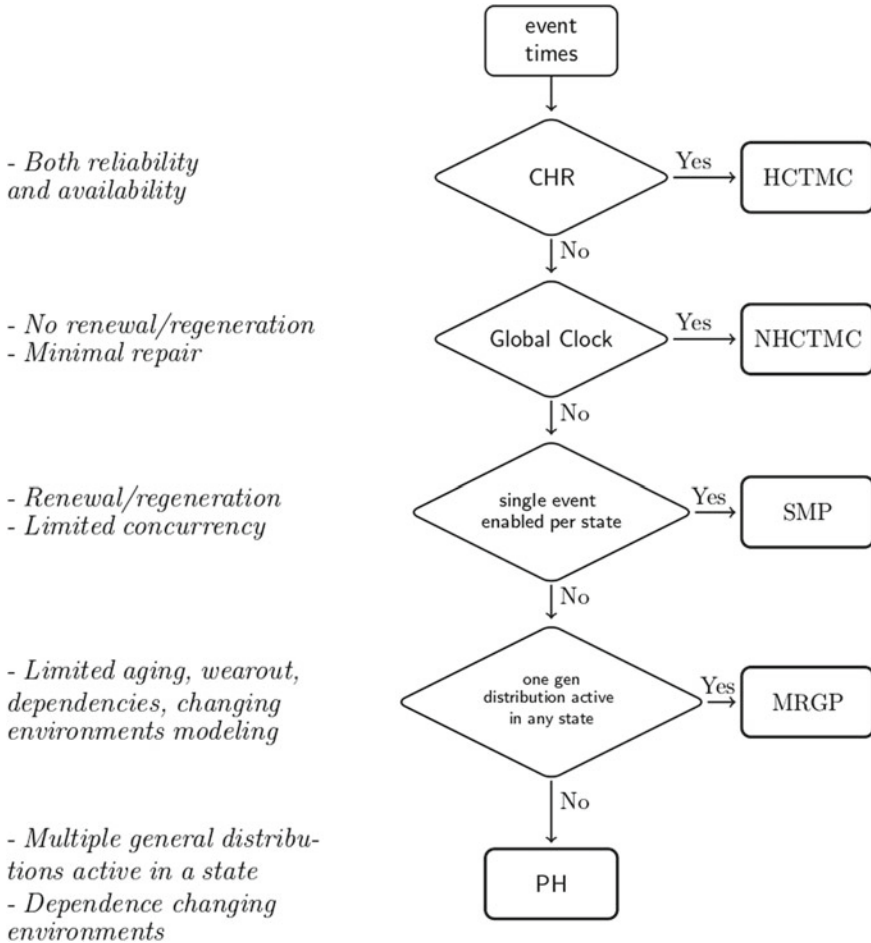 event
times
- Both reliability
and availability
CHR
Yes
HCTMC
No
- No renewal/regeneration
- Minimal repair
Global Clock
Yes
NHCTMC
No
- Renewal/regeneration
- Limited concurrency
single event
enabled per state
Yes
SMP
No
- Limited aging, wearout,
dependencies, changing
environments modeling
one gen
distribution active
in any state
Yes
MRGP
No
- Multiple general distribu-
tions active in a state
- Dependence changing
environments
PH